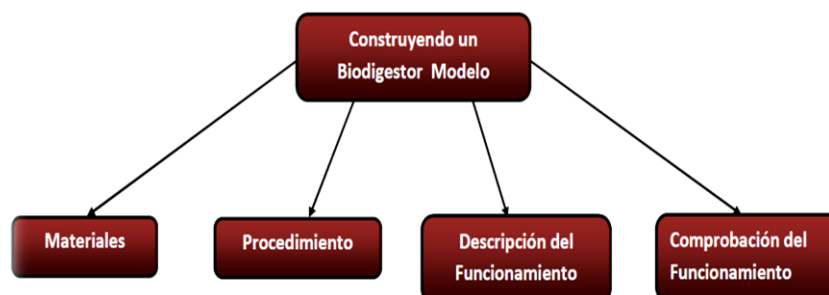 Construyendo un
Biodigestor Modelo
Materiales
Procedimiento
Descripción del
Funcionamiento
Comprobación del
Funcionamiento